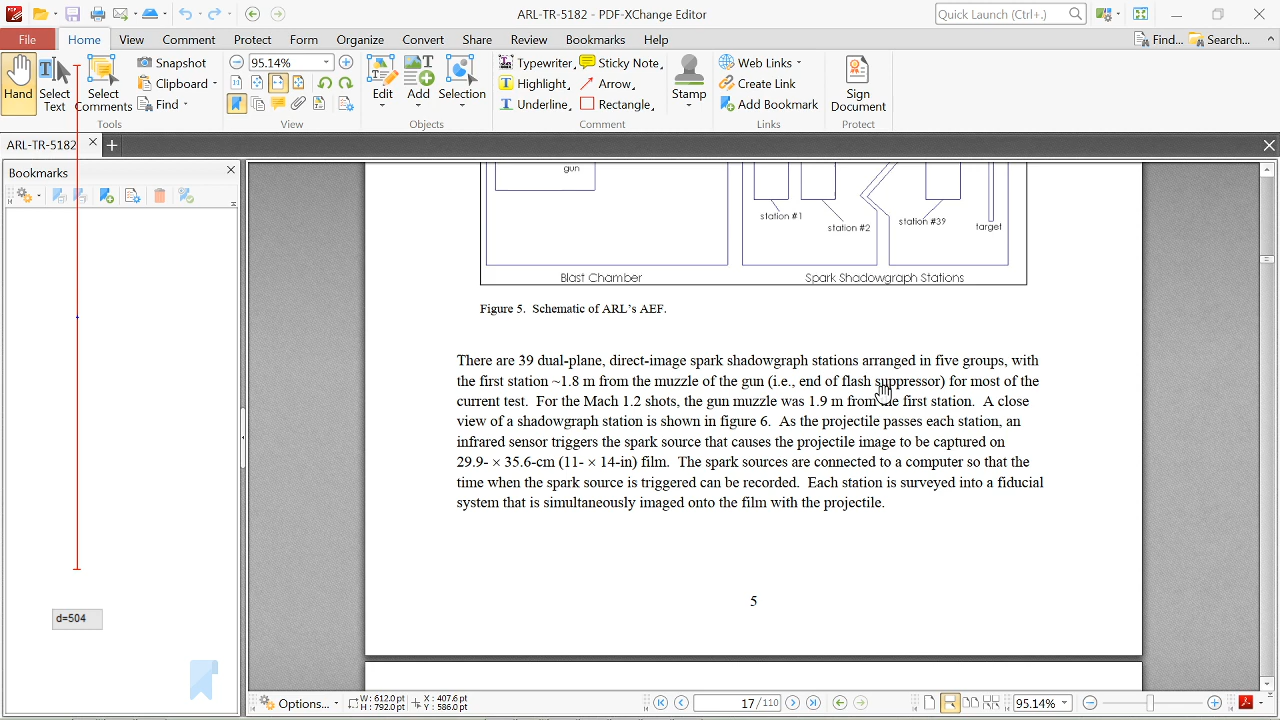 ARL-TR-5182 - PDF-XChange Editor
Quick Launch (Ctrl+.)
File Home View Comment Protect Form Organize Convert Share Review Bookmarks Help
Find... Search...
Hand
Select Text
Select Comments
Snapshot
Clipboard
Find
Tools
95.14%
View
Edit
Add
Selection
Objects
Typewriter
Highlight
Underline
Sticky Note
Arrow
Rectangle
Stamp
Comment
Web Links
Create Link
Add Bookmark
Links
Sign Document
Protect
ARL-TR-5182
Bookmarks
d=504
gun
station #1
station #2
station #39
target
Blast Chamber
Spark Shadowgraph Stations
Figure 5. Schematic of ARL's AEF.
There are 39 dual-plane, direct-image spark shadowgraph stations arranged in five groups, with
the first station ~1.8 m from the muzzle of the gun (i.e., end of flash suppressor) for most of the
current test. For the Mach 1.2 shots, the gun muzzle was 1.9 m from the first station. A close
view of a shadowgraph station is shown in figure 6. As the projectile passes each station, an
infrared sensor triggers the spark source that causes the projectile image to be captured on
29.9- × 35.6-cm (11- × 14-in) film. The spark sources are connected to a computer so that the
time when the spark source is triggered can be recorded. Each station is surveyed into a fiducial
system that is simultaneously imaged onto the film with the projectile.
5
Options...
W: 612.0 pt
H: 792.0 pt
X: 407.6 pt
Y: 586.0 pt
17/110
95.14%